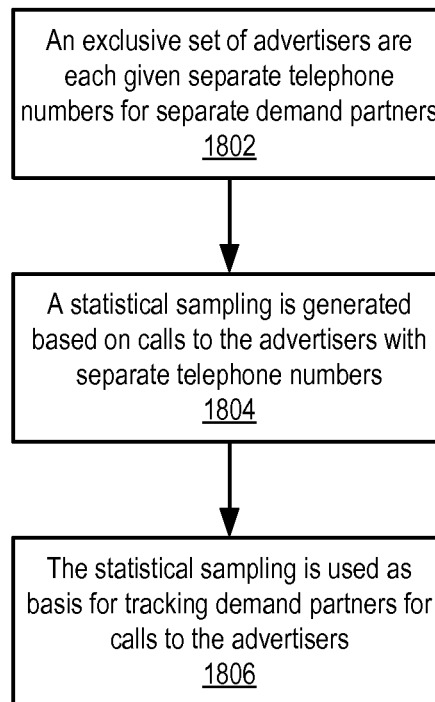 An exclusive set of advertisers are
each given separate telephone
numbers for separate demand partners
1802
A statistical sampling is generated
based on calls to the advertisers with
separate telephone numbers
1804
The statistical sampling is used as
basis for tracking demand partners for
calls to the advertisers
1806